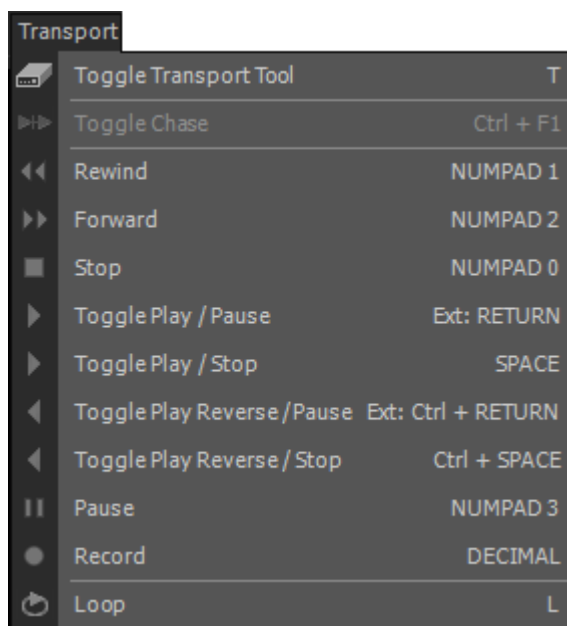 Transport
Toggle Transport Tool T
Toggle Chase Ctrl + F1
Rewind NUMPAD 1
Forward NUMPAD 2
Stop NUMPAD 0
Toggle Play / Pause Ext: RETURN
Toggle Play / Stop SPACE
Toggle Play Reverse / Pause Ext: Ctrl + RETURN
Toggle Play Reverse / Stop Ctrl + SPACE
Pause NUMPAD 3
Record DECIMAL
Loop L